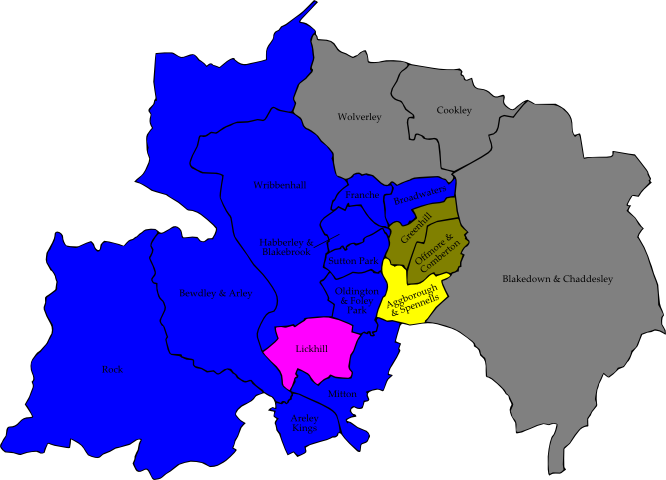 Wolverley
Cookley
Wribbenhall
Franche
Broadwaters
Greenhill
Habberley &
Blakebrook
Offmore &
Comberton
Sutton Park
Blakedown & Chaddesley
Bewdley & Arley
Oldington
& Foley
Park
Aggborough
& Spennells
Lickhill
Rock
Mitton
Areley
Kings